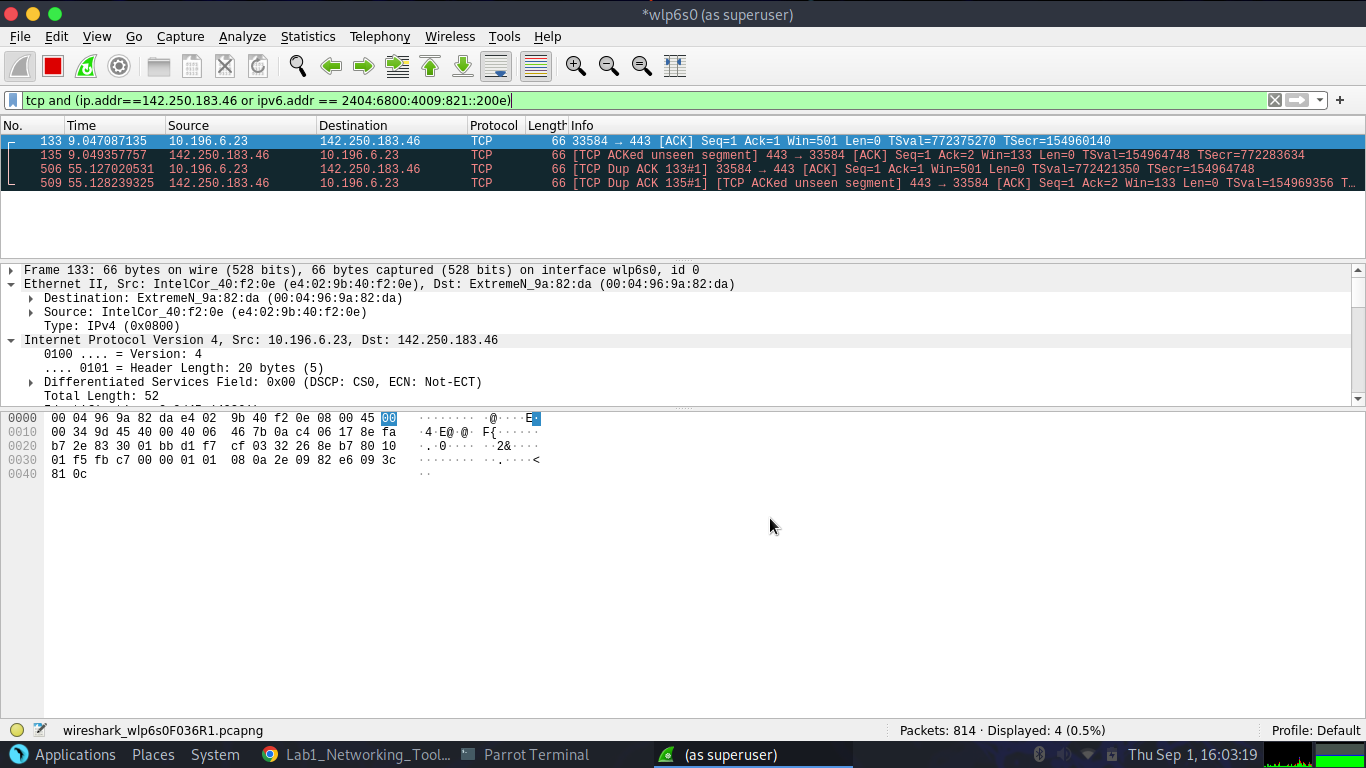 *wlp6s0 (as superuser)
File Edit View Go Capture Analyze Statistics Telephony Wireless Tools Help
tcp and (ip.addr==142.250.183.46 or ipv6.addr == 2404:6800:4009:821::200e)
No. Time Source Destination Protocol Length Info
133 9.047087135 10.196.6.23 142.250.183.46 TCP 66 33584 → 443 [ACK] Seq=1 Ack=1 Win=501 Len=0 TSval=772375270 TSecr=154960140
135 9.049357757 142.250.183.46 10.196.6.23 TCP 66 [TCP ACKed unseen segment] 443 → 33584 [ACK] Seq=1 Ack=2 Win=133 Len=0 TSval=154964748 TSecr=772283634
506 55.127020531 10.196.6.23 142.250.183.46 TCP 66 [TCP Dup ACK 133#1] 33584 → 443 [ACK] Seq=1 Ack=1 Win=501 Len=0 TSval=772421350 TSecr=154964748
509 55.128239325 142.250.183.46 10.196.6.23 TCP 66 [TCP Dup ACK 135#1] [TCP ACKed unseen segment] 443 → 33584 [ACK] Seq=1 Ack=2 Win=133 Len=0 TSval=154969356 T…
Frame 133: 66 bytes on wire (528 bits), 66 bytes captured (528 bits) on interface wlp6s0, id 0
Ethernet II, Src: IntelCor_40:f2:0e (e4:02:9b:40:f2:0e), Dst: ExtremeN_9a:82:da (00:04:96:9a:82:da)
Destination: ExtremeN_9a:82:da (00:04:96:9a:82:da)
Source: IntelCor_40:f2:0e (e4:02:9b:40:f2:0e)
Type: IPv4 (0x0800)
Internet Protocol Version 4, Src: 10.196.6.23, Dst: 142.250.183.46
0100 .... = Version: 4
.... 0101 = Header Length: 20 bytes (5)
Differentiated Services Field: 0x00 (DSCP: CS0, ECN: Not-ECT)
Total Length: 52
0000 00 04 96 9a 82 da e4 02 9b 40 f2 0e 08 00 45 00 ········ ·@····E·
0010 00 34 9d 45 40 00 40 06 46 7b 0a c4 06 17 8e fa ·4·E@·@· F{······
0020 b7 2e 83 30 01 bb d1 f7 cf 03 32 26 8e b7 80 10 ·.·0···· ··2&····
0030 01 f5 fb c7 00 00 01 01 08 0a 2e 09 82 e6 09 3c ········ ··.····<
0040 81 0c ··
wireshark_wlp6s0F036R1.pcapng Packets: 814 · Displayed: 4 (0.5%) Profile: Default
Applications Places System Lab1_Networking_Tool... Parrot Terminal (as superuser) Thu Sep 1, 16:03:19